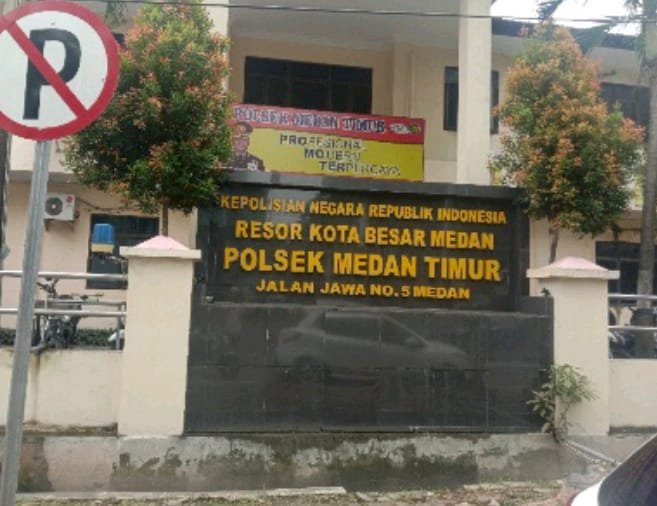 P
POLSEK MEDAN TIMUR
PROFESIONAL
MODERN
TERPERCAYA
KEPOLISIAN NEGARA REPUBLIK INDONESIA
RESOR KOTA BESAR MEDAN
POLSEK MEDAN TIMUR
JALAN JAWA NO. 5 MEDAN